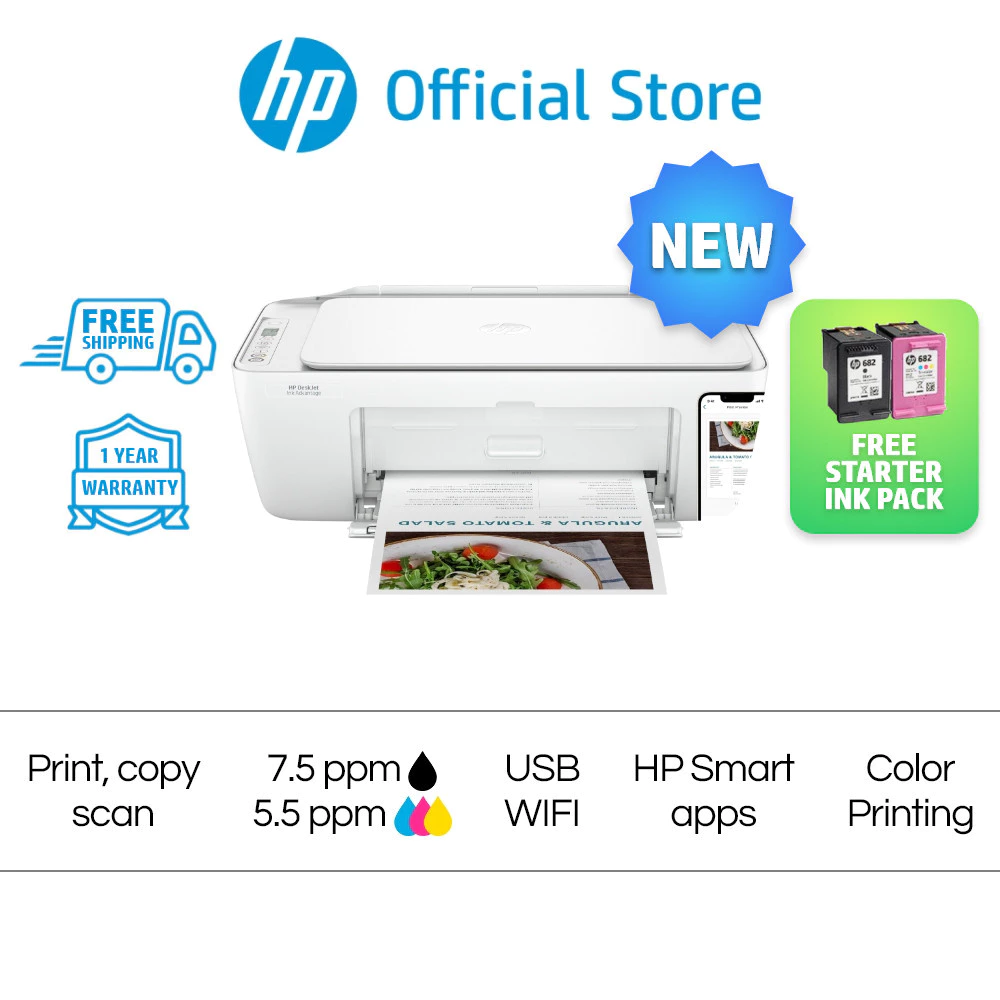 hp Official Store
NEW
FREE
SHIPPING
1 YEAR
WARRANTY
hp
HP DeskJet
Ink Advantage
ARUGULA & TOMATO SALAD
682
682
FREE
STARTER
INK PACK
Print, copy
scan
7.5 ppm
5.5 ppm
USB
WIFI
HP Smart
apps
Color
Printing